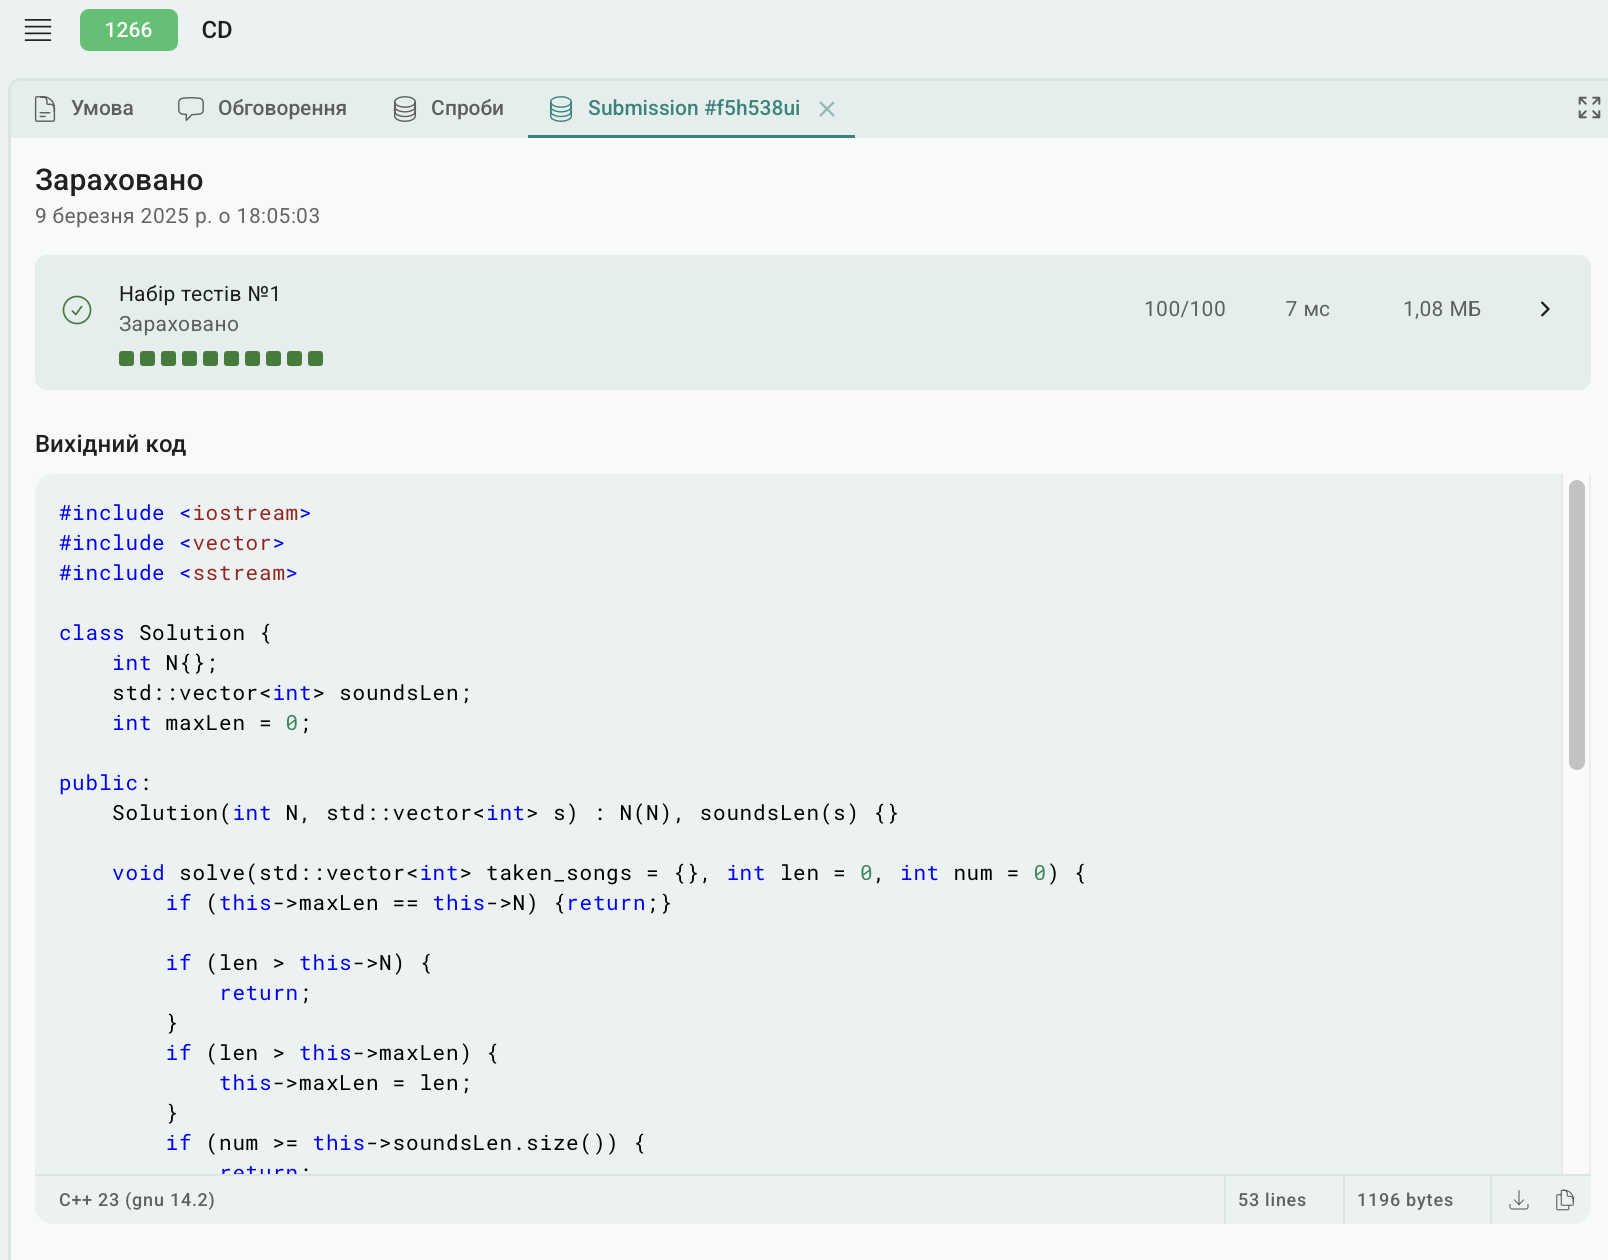 1266 CD
Умова Обговорення Спроби Submission #f5h538ui
Зараховано
9 березня 2025 р. о 18:05:03
Набір тестів №1
Зараховано
100/100 7 мс 1,08 МБ
Вихідний код
#include <iostream>
#include <vector>
#include <sstream>
class Solution {
    int N{};
    std::vector<int> soundsLen;
    int maxLen = 0;
public:
    Solution(int N, std::vector<int> s) : N(N), soundsLen(s) {}
    void solve(std::vector<int> taken_songs = {}, int len = 0, int num = 0) {
        if (this->maxLen == this->N) {return;}
        if (len > this->N) {
            return;
        }
        if (len > this->maxLen) {
            this->maxLen = len;
        }
        if (num >= this->soundsLen.size()) {
            return;
C++ 23 (gnu 14.2) 53 lines 1196 bytes